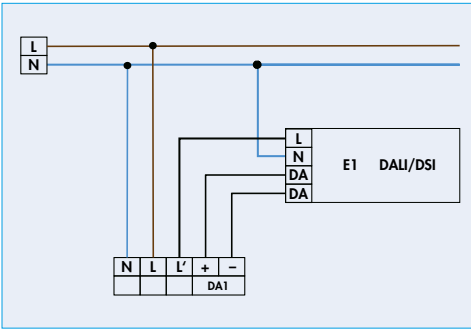 L
N
L
N
DA
DA
E1 DALI/DSI
N L L′ + –
DA1